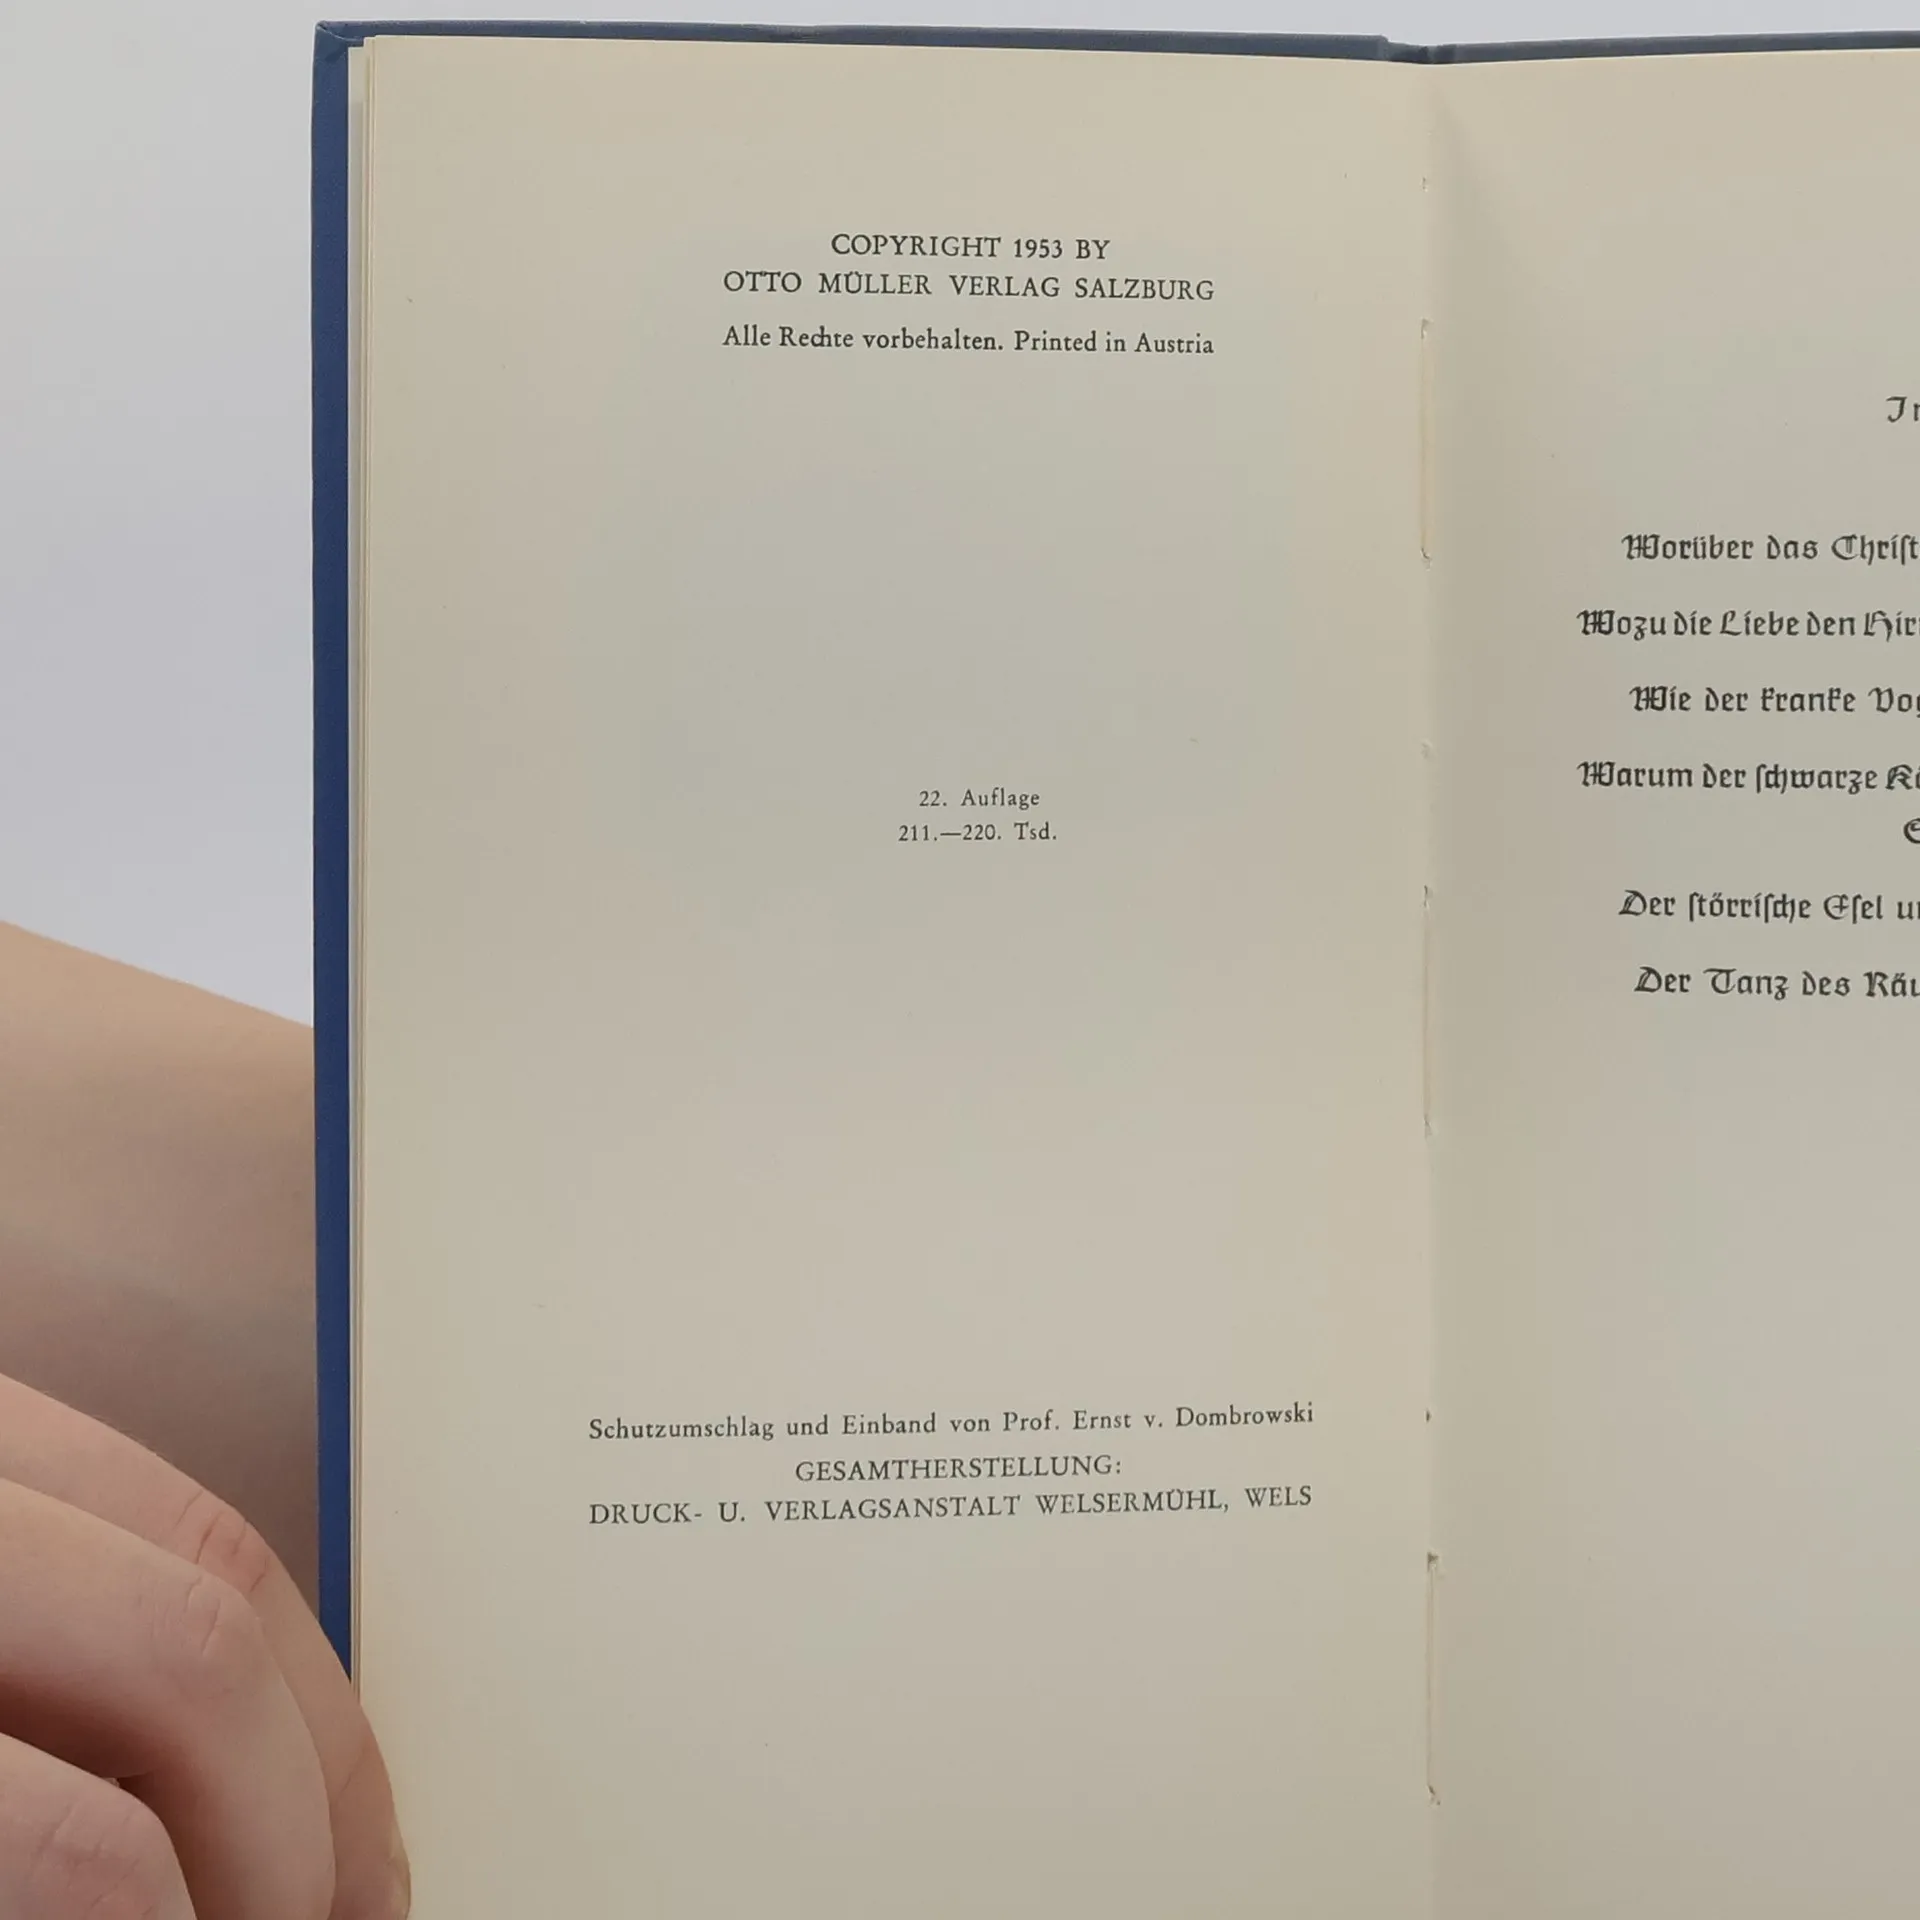 COPYRIGHT 1953 BY
OTTO MÜLLER VERLAG SALZBURG
Alle Rechte vorbehalten. Printed in Austria
22. Auflage
211.—220. Tsd.
Schutzumschlag und Einband von Prof. Ernst v. Dombrowski
GESAMTHERSTELLUNG:
DRUCK- U. VERLAGSANSTALT WELSERMÜHL, WELS
Worüber das
Wozu die Liebe den
Wie der kranke
Warum der schwarze
Der störrische Esel
Der Tanz des